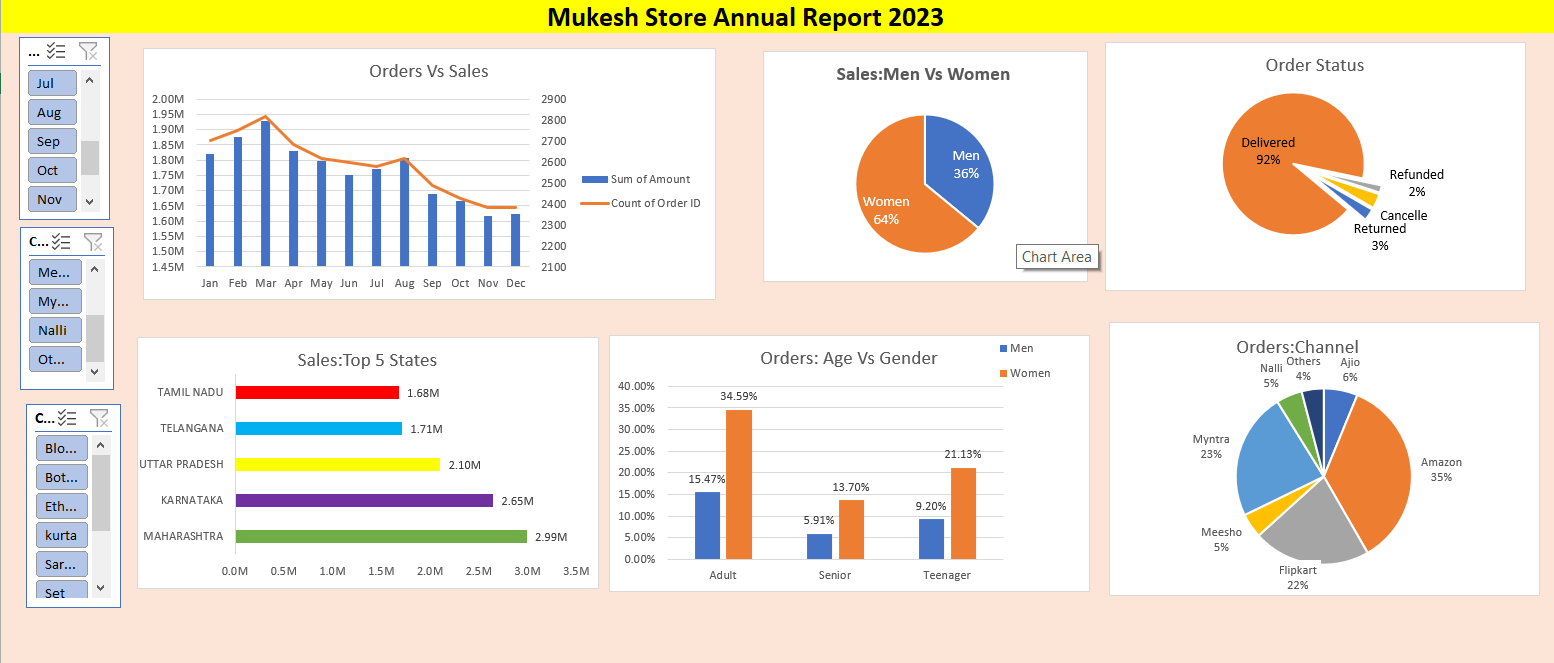 Mukesh Store Annual Report 2023
...
Jul
Aug
Sep
Oct
Nov
C...
Me...
My...
Nalli
Ot...
C...
Blo...
Bot...
Eth...
kurta
Sar...
Set
Orders Vs Sales
2.00M
1.95M
1.90M
1.85M
1.80M
1.75M
1.70M
1.65M
1.60M
1.55M
1.50M
1.45M
2900
2800
2700
2600
2500
2400
2300
2200
2100
Jan Feb Mar Apr May Jun Jul Aug Sep Oct Nov Dec
Sum of Amount
Count of Order ID
Sales:Men Vs Women
Men
36%
Women
64%
Chart Area
Order Status
Delivered
92%
Refunded
2%
Cancelle
Returned
3%
Sales:Top 5 States
TAMIL NADU 1.68M
TELANGANA 1.71M
UTTAR PRADESH 2.10M
KARNATAKA 2.65M
MAHARASHTRA 2.99M
0.0M 0.5M 1.0M 1.5M 2.0M 2.5M 3.0M 3.5M
Orders: Age Vs Gender
Men
Women
40.00%
35.00%
30.00%
25.00%
20.00%
15.00%
10.00%
5.00%
0.00%
15.47%
34.59%
5.91%
13.70%
9.20%
21.13%
Adult Senior Teenager
Orders:Channel
Ajio
6%
Amazon
35%
Flipkart
22%
Meesho
5%
Myntra
23%
Nalli
5%
Others
4%